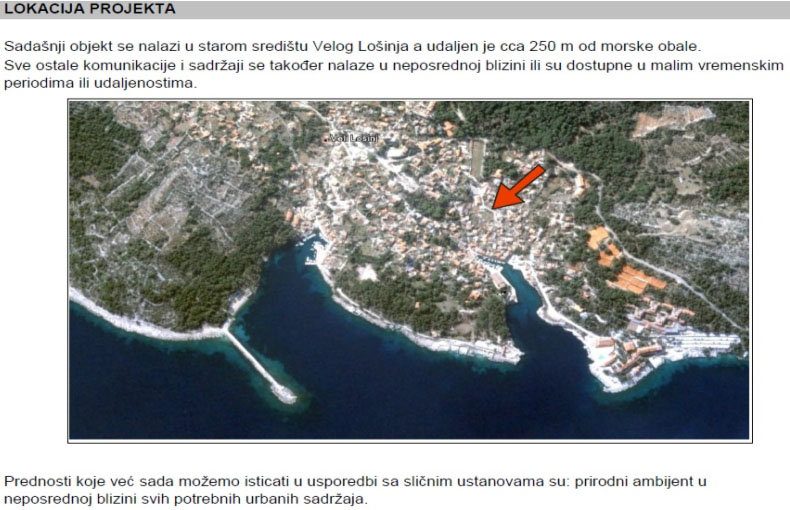 LOKACIJA PROJEKTA
Sadašnji objekt se nalazi u starom središtu Velog Lošinja a udaljen je cca 250 m od morske obale.
Sve ostale komunikacije i sadržaji se također nalaze u neposrednoj blizini ili su dostupne u malim vremenskim
periodima ili udaljenostima.
Veli Lošinj
Prednosti koje već sada možemo isticati u usporedbi sa sličnim ustanovama su: prirodni ambijent u
neposrednoj blizini svih potrebnih urbanih sadržaja.